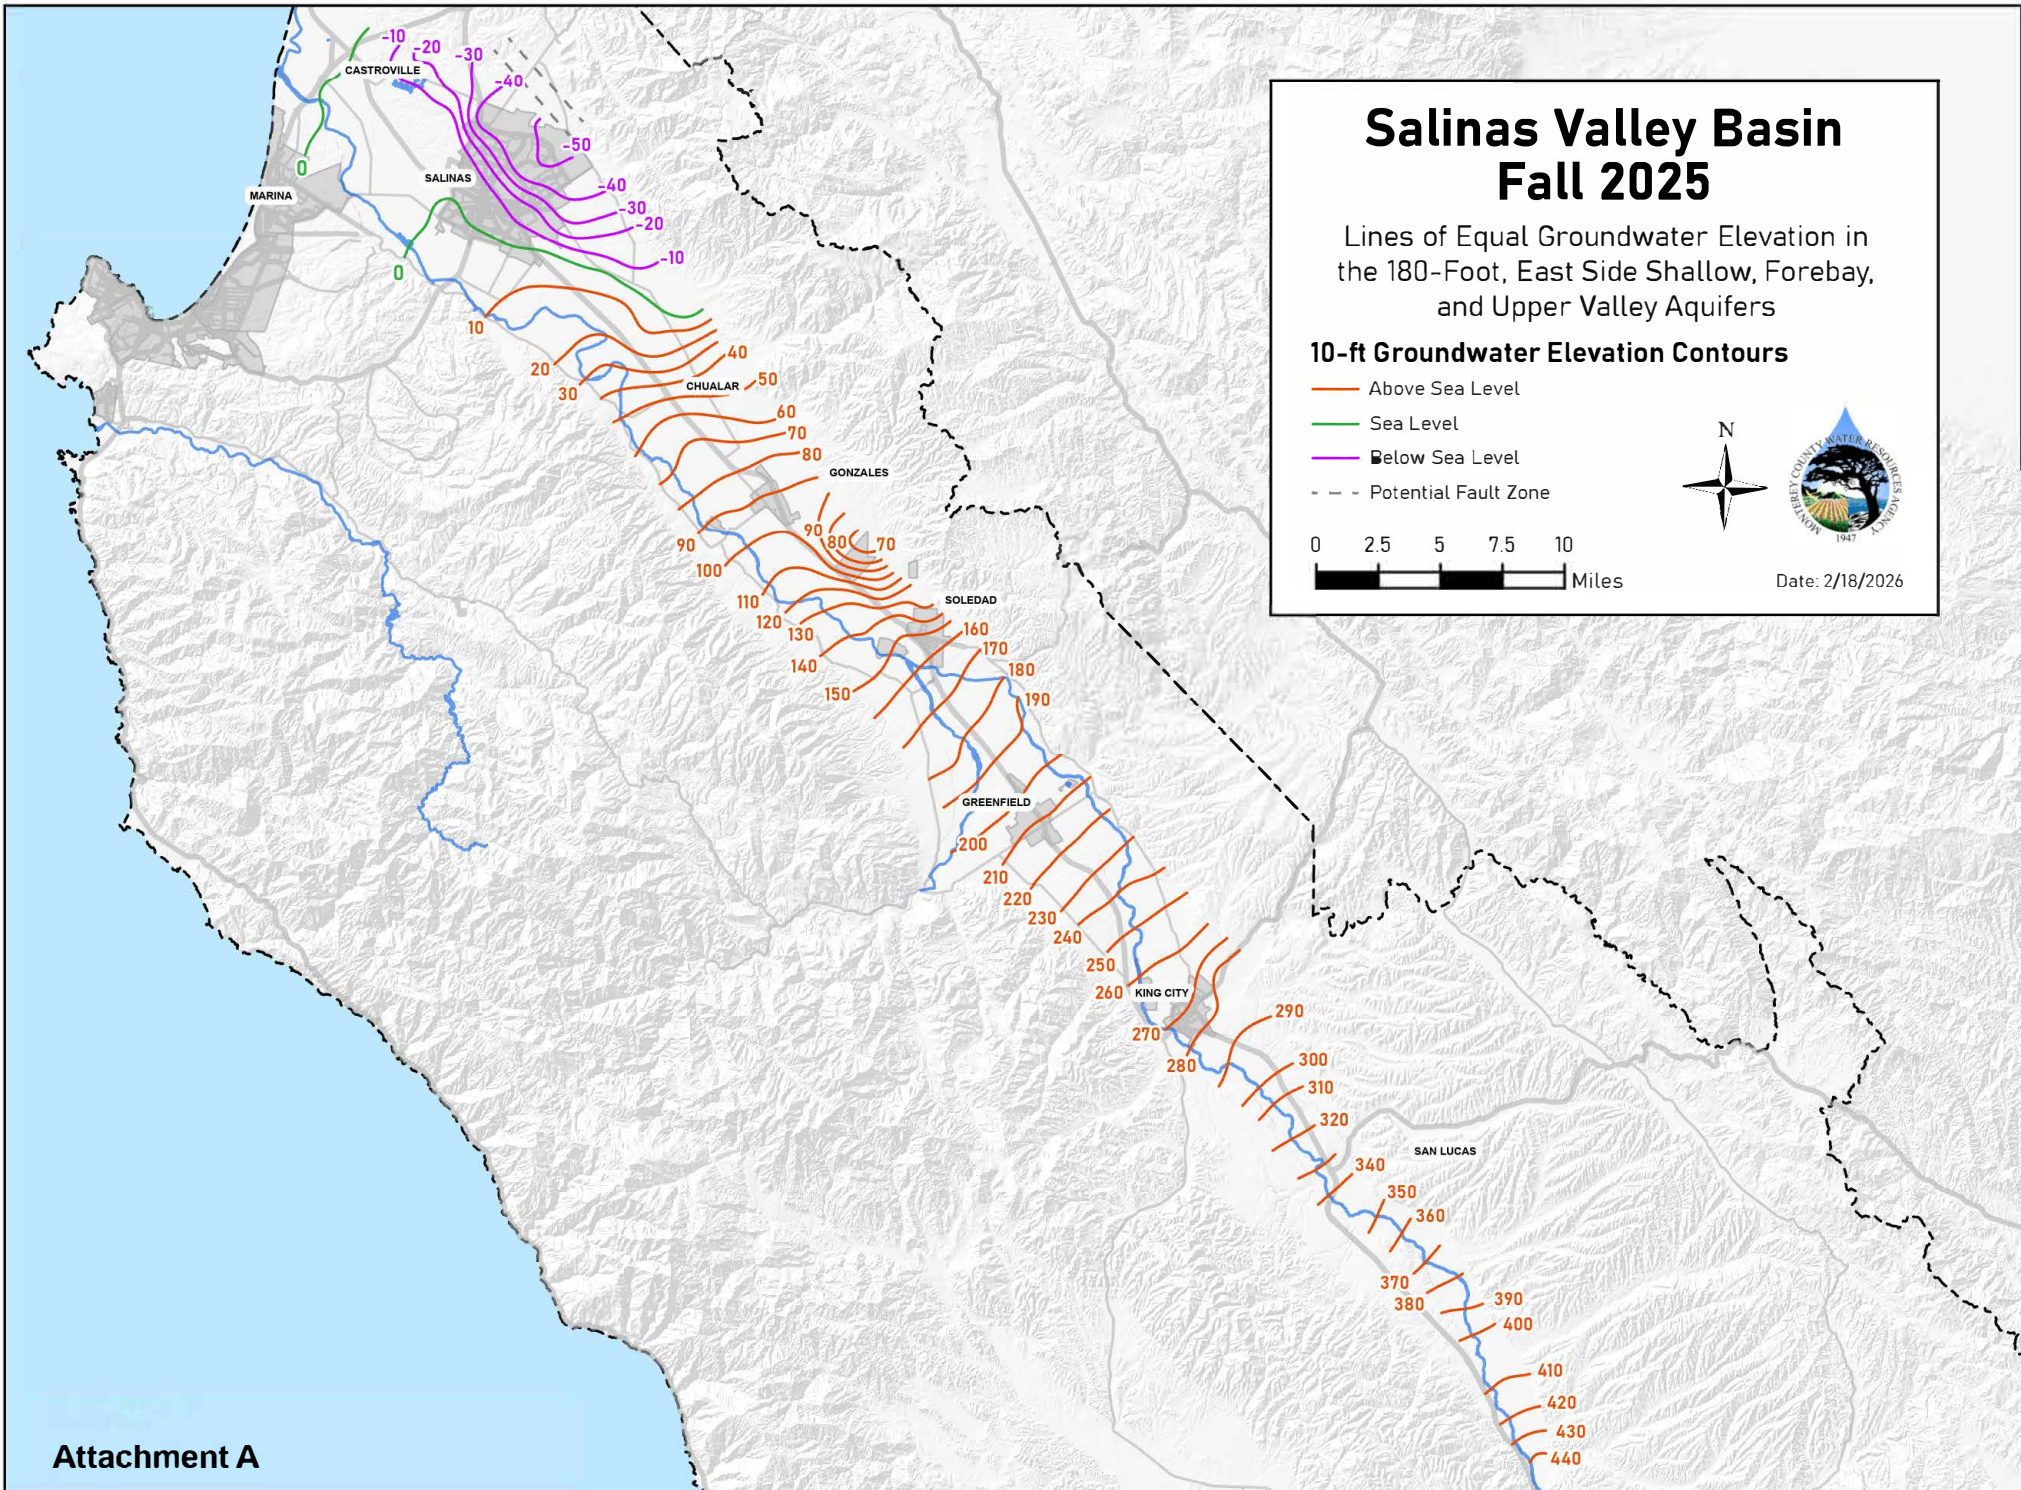 Salinas Valley Basin
Fall 2025
Lines of Equal Groundwater Elevation in
the 180-Foot, East Side Shallow, Forebay,
and Upper Valley Aquifers
10-ft Groundwater Elevation Contours
Above Sea Level
Sea Level
Below Sea Level
Potential Fault Zone
N
MONTEREY COUNTY WATER RESOURCES AGENCY
1947
0 2.5 5 7.5 10
Miles
Date: 2/18/2026
-10
-20
-30
CASTROVILLE
-40
-50
0
SALINAS
-40
MARINA
-30
-20
-10
0
10
40
20
50
30
CHUALAR
60
70
80
GONZALES
90
90
80
70
100
110
SOLEDAD
120
130
160
140
170
180
150
190
GREENFIELD
200
210
220
230
240
250
260
KING CITY
290
270
280
300
310
320
SAN LUCAS
340
350
360
370
380
390
400
410
420
430
440
Attachment A